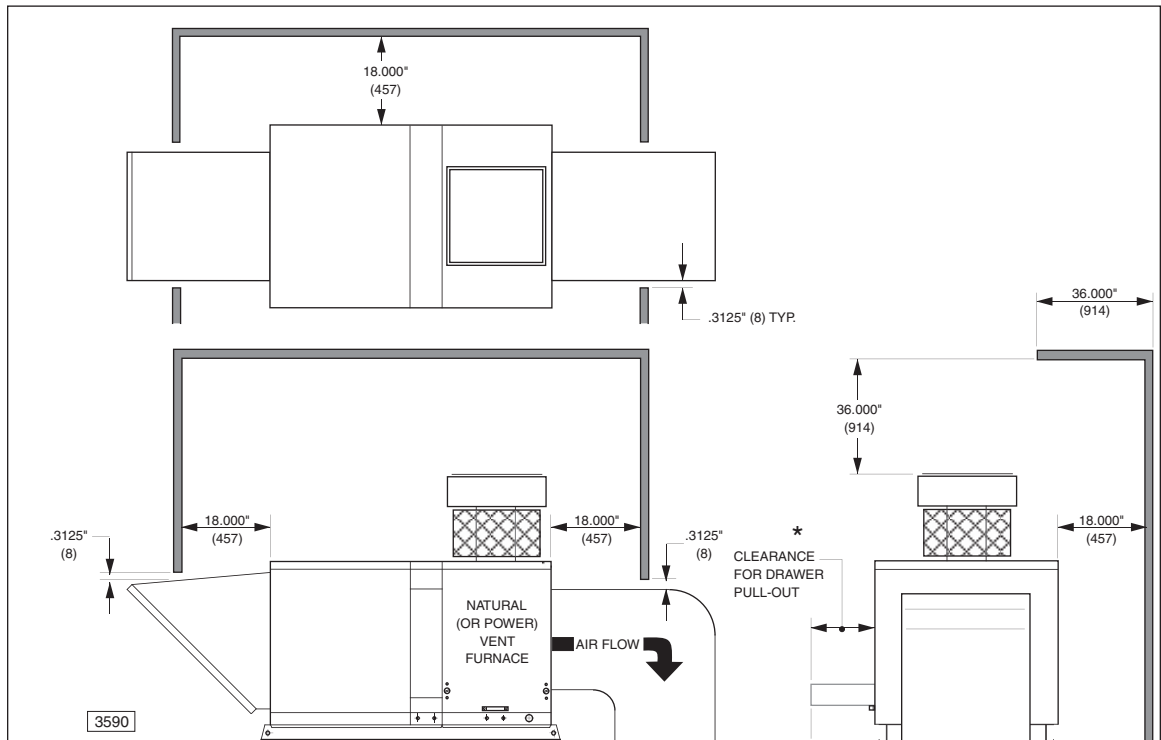 18.000"
(457)
.3125" (8) TYP.
36.000"
(914)
36.000"
(914)
.3125"
(8)
18.000"
(457)
18.000"
(457)
.3125"
(8)
*
CLEARANCE
FOR DRAWER
PULL-OUT
18.000"
(457)
NATURAL
(OR POWER)
VENT
FURNACE
AIR FLOW
3590